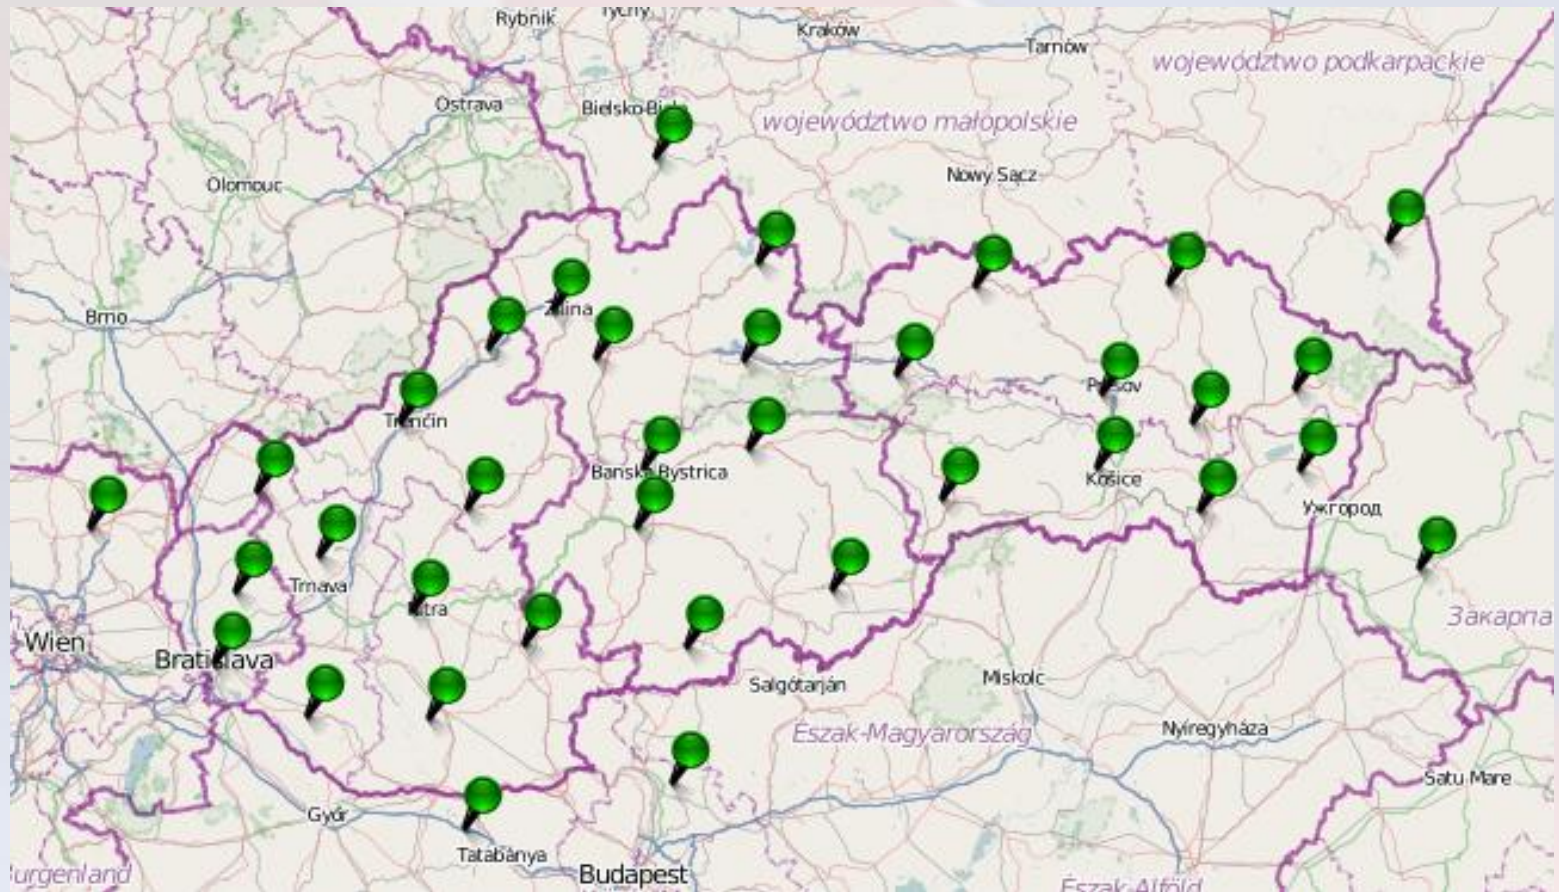 Rybnik
Tychy
Kraków
Tarnów
województwo podkarpackie
Ostrava
Bielsko-Biała
województwo małopolskie
Olomouc
Nowy Sącz
Brno
Žilina
Prešov
Trenčín
Banská Bystrica
Košice
Ужгород
Trnava
Nitra
Закарпа
Wien
Bratislava
Salgótarján
Miskolc
Észak-Magyarország
Nyíregyháza
Satu Mare
Győr
Tatabánya
Budapest
Burgenland
Észak-Alföld